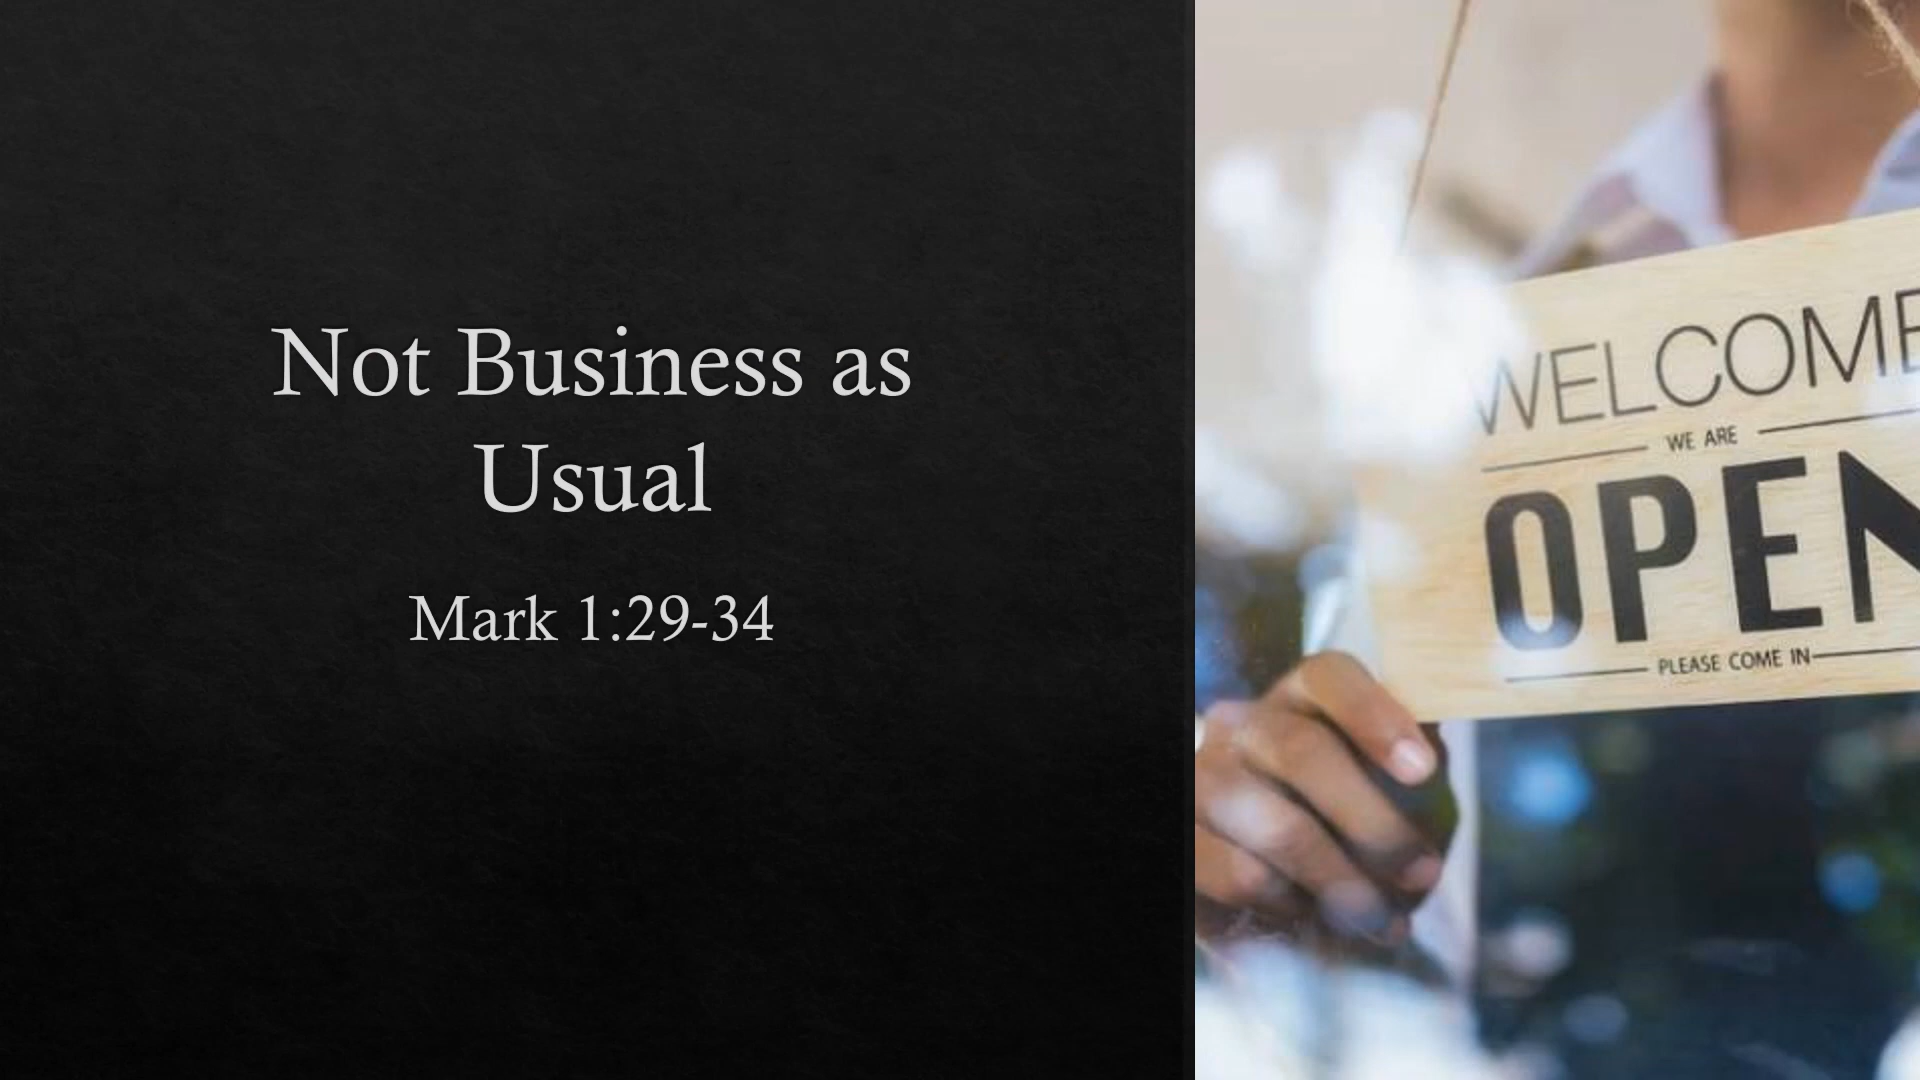 Not Business as
Usual
Mark 1:29-34
WELCOME
WE ARE
OPEN
PLEASE COME IN